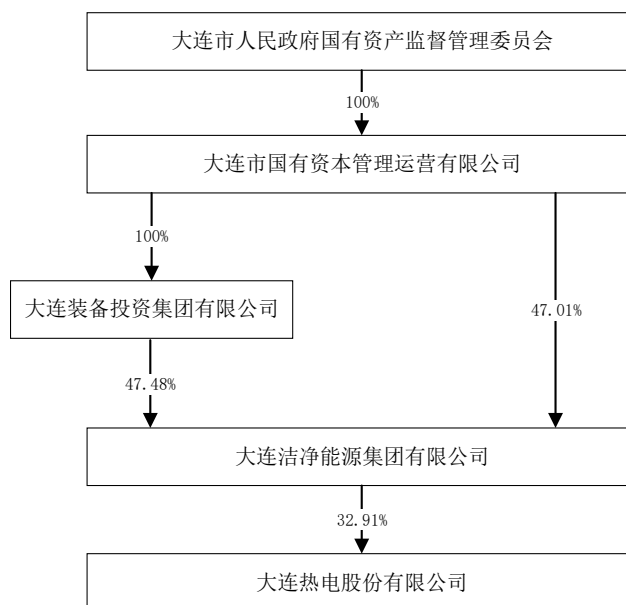 大连市人民政府国有资产监督管理委员会
100%
大连市国有资本管理运营有限公司
100%
大连装备投资集团有限公司
47.01%
47.48%
大连洁净能源集团有限公司
32.91%
大连热电股份有限公司